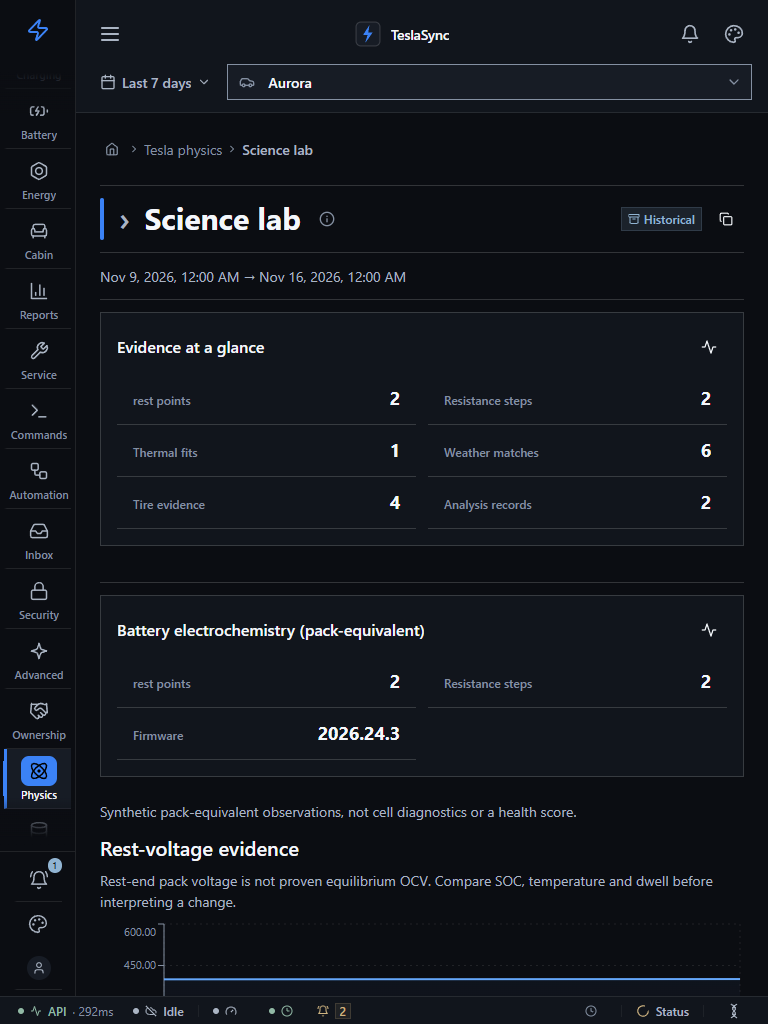 TeslaSync
Last 7 days
Aurora
Charging
Battery
Energy
Cabin
Reports
Service
Commands
Automation
Inbox
Security
Advanced
Ownership
Physics
1
Tesla physics
Science lab
Science lab
Historical
Nov 9, 2026, 12:00 AM → Nov 16, 2026, 12:00 AM
Evidence at a glance
rest points 2
Resistance steps 2
Thermal fits 1
Weather matches 6
Tire evidence 4
Analysis records 2
Battery electrochemistry (pack-equivalent)
rest points 2
Resistance steps 2
Firmware 2026.24.3
Synthetic pack-equivalent observations, not cell diagnostics or a health score.
Rest-voltage evidence
Rest-end pack voltage is not proven equilibrium OCV. Compare SOC, temperature and dwell before
interpreting a change.
600.00
450.00
API · 292ms
Idle
2
Status